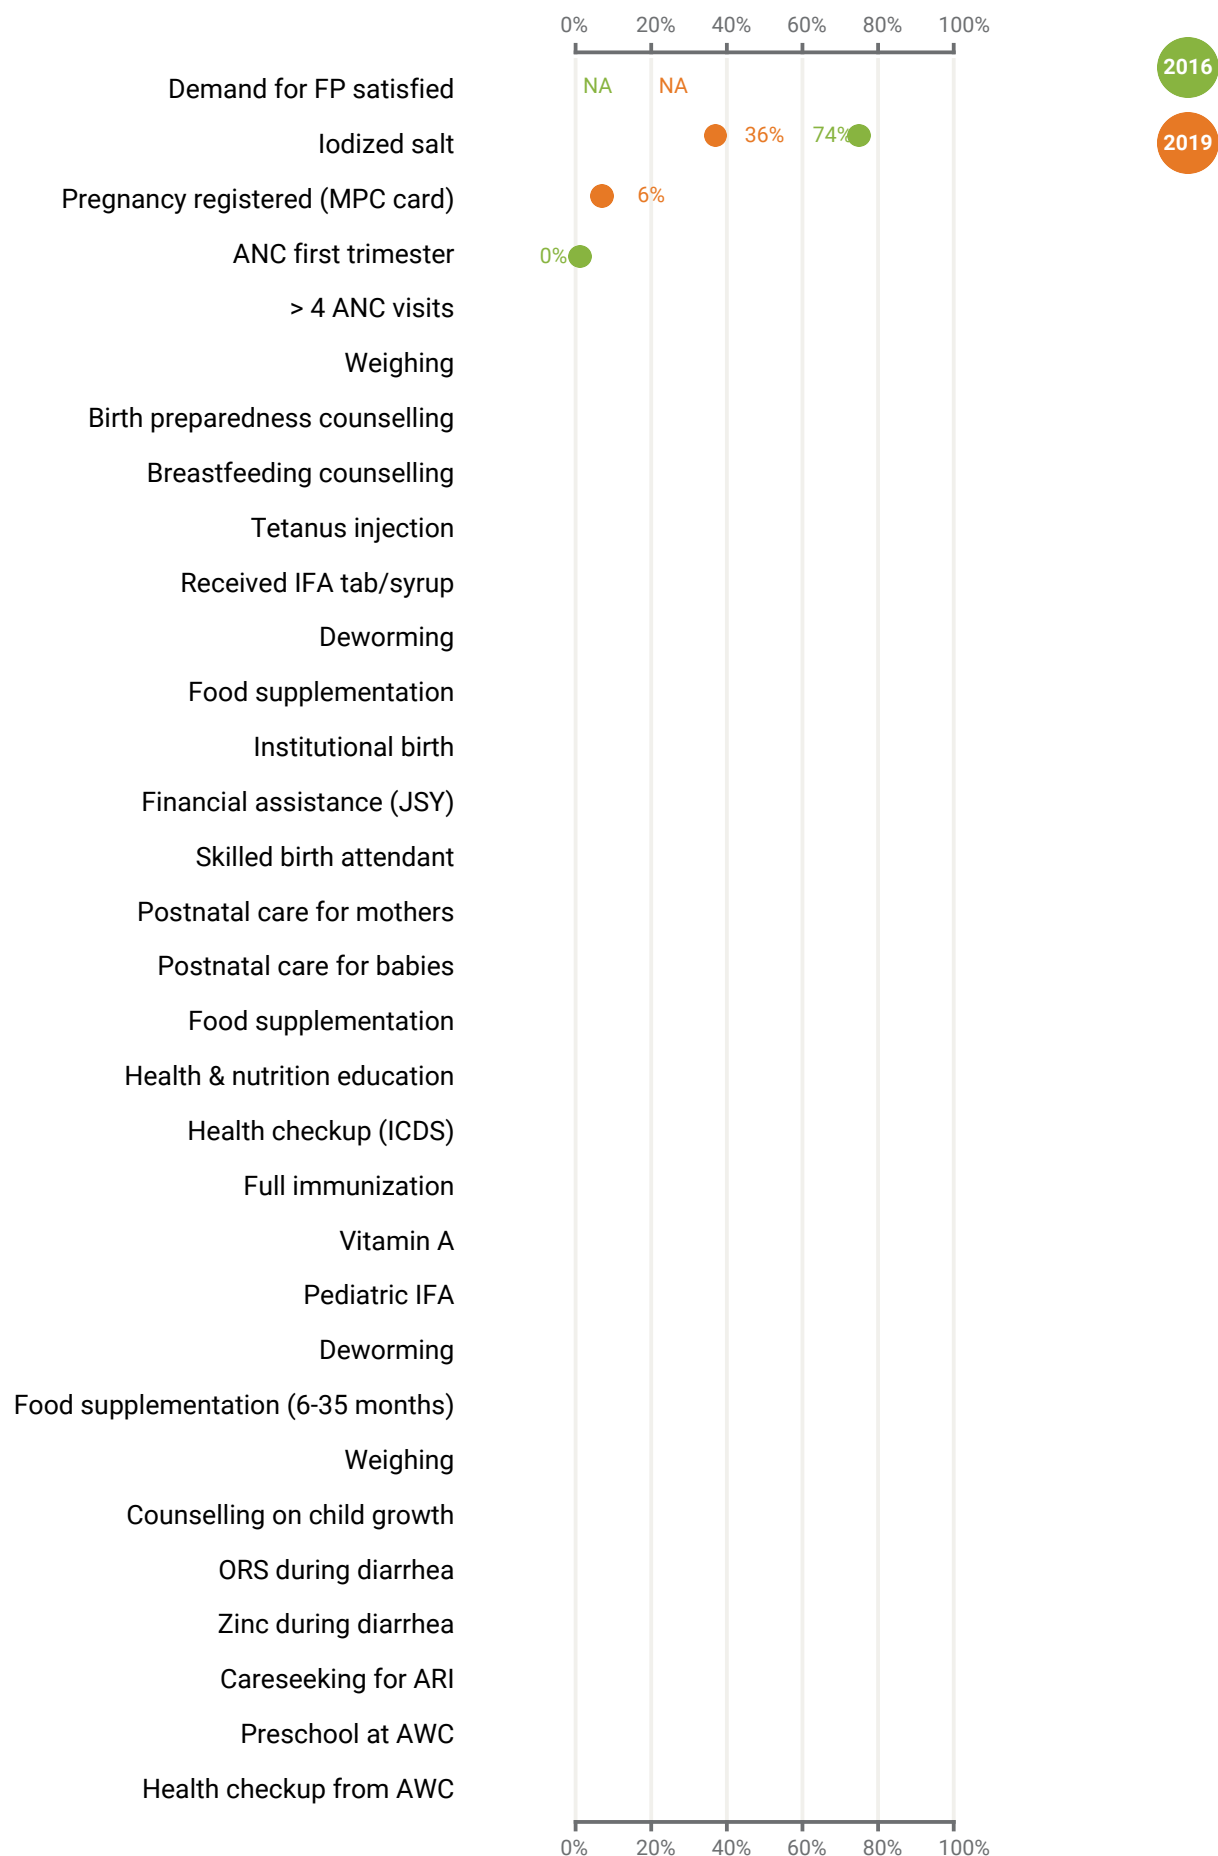 0% 20% 40% 60% 80% 100%
2016
Demand for FP satisfied NA NA
Iodized salt 36% 74%
2019
Pregnancy registered (MPC card) 6%
ANC first trimester 0%
> 4 ANC visits
Weighing
Birth preparedness counselling
Breastfeeding counselling
Tetanus injection
Received IFA tab/syrup
Deworming
Food supplementation
Institutional birth
Financial assistance (JSY)
Skilled birth attendant
Postnatal care for mothers
Postnatal care for babies
Food supplementation
Health & nutrition education
Health checkup (ICDS)
Full immunization
Vitamin A
Pediatric IFA
Deworming
Food supplementation (6-35 months)
Weighing
Counselling on child growth
ORS during diarrhea
Zinc during diarrhea
Careseeking for ARI
Preschool at AWC
Health checkup from AWC
0% 20% 40% 60% 80% 100%